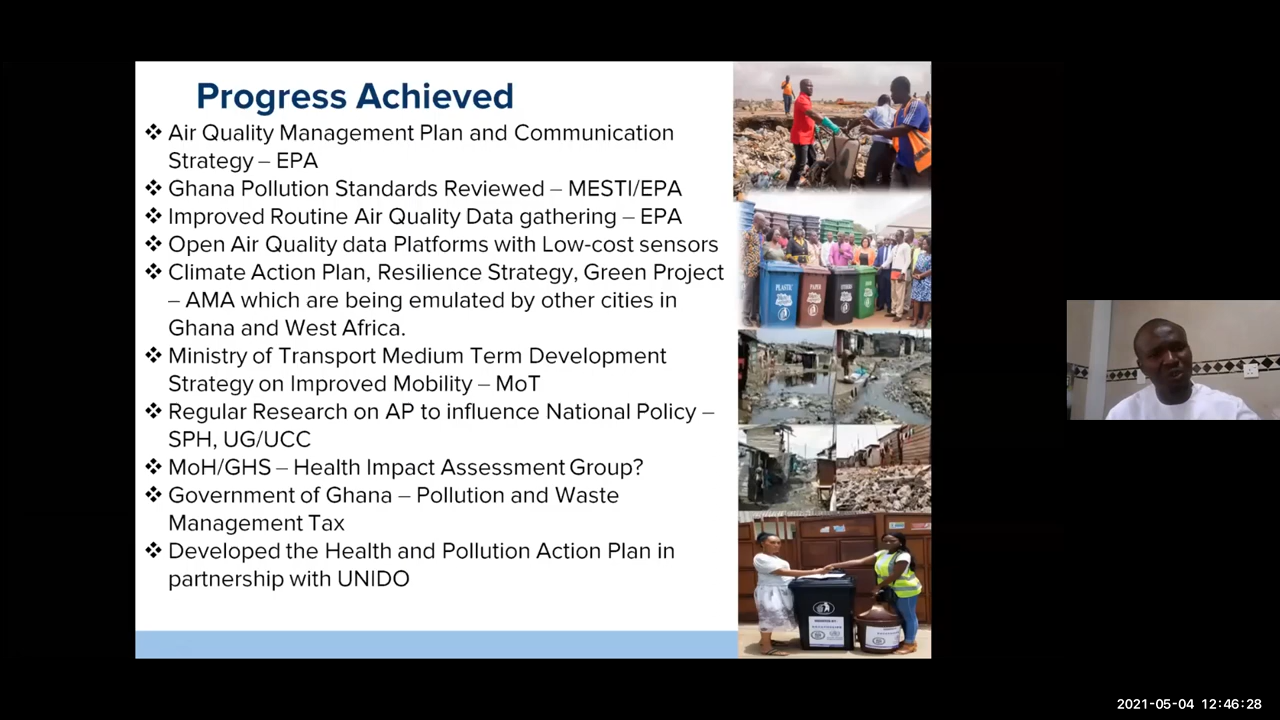 Progress Achieved
❖ Air Quality Management Plan and Communication
Strategy – EPA
❖ Ghana Pollution Standards Reviewed – MESTI/EPA
❖ Improved Routine Air Quality Data gathering – EPA
❖ Open Air Quality data Platforms with Low-cost sensors
❖ Climate Action Plan, Resilience Strategy, Green Project
– AMA which are being emulated by other cities in
Ghana and West Africa.
❖ Ministry of Transport Medium Term Development
Strategy on Improved Mobility – MoT
❖ Regular Research on AP to influence National Policy –
SPH, UG/UCC
❖ MoH/GHS – Health Impact Assessment Group?
❖ Government of Ghana – Pollution and Waste
Management Tax
❖ Developed the Health and Pollution Action Plan in
partnership with UNIDO
PLASTIC
PAPER
2021-05-04 12:46:28